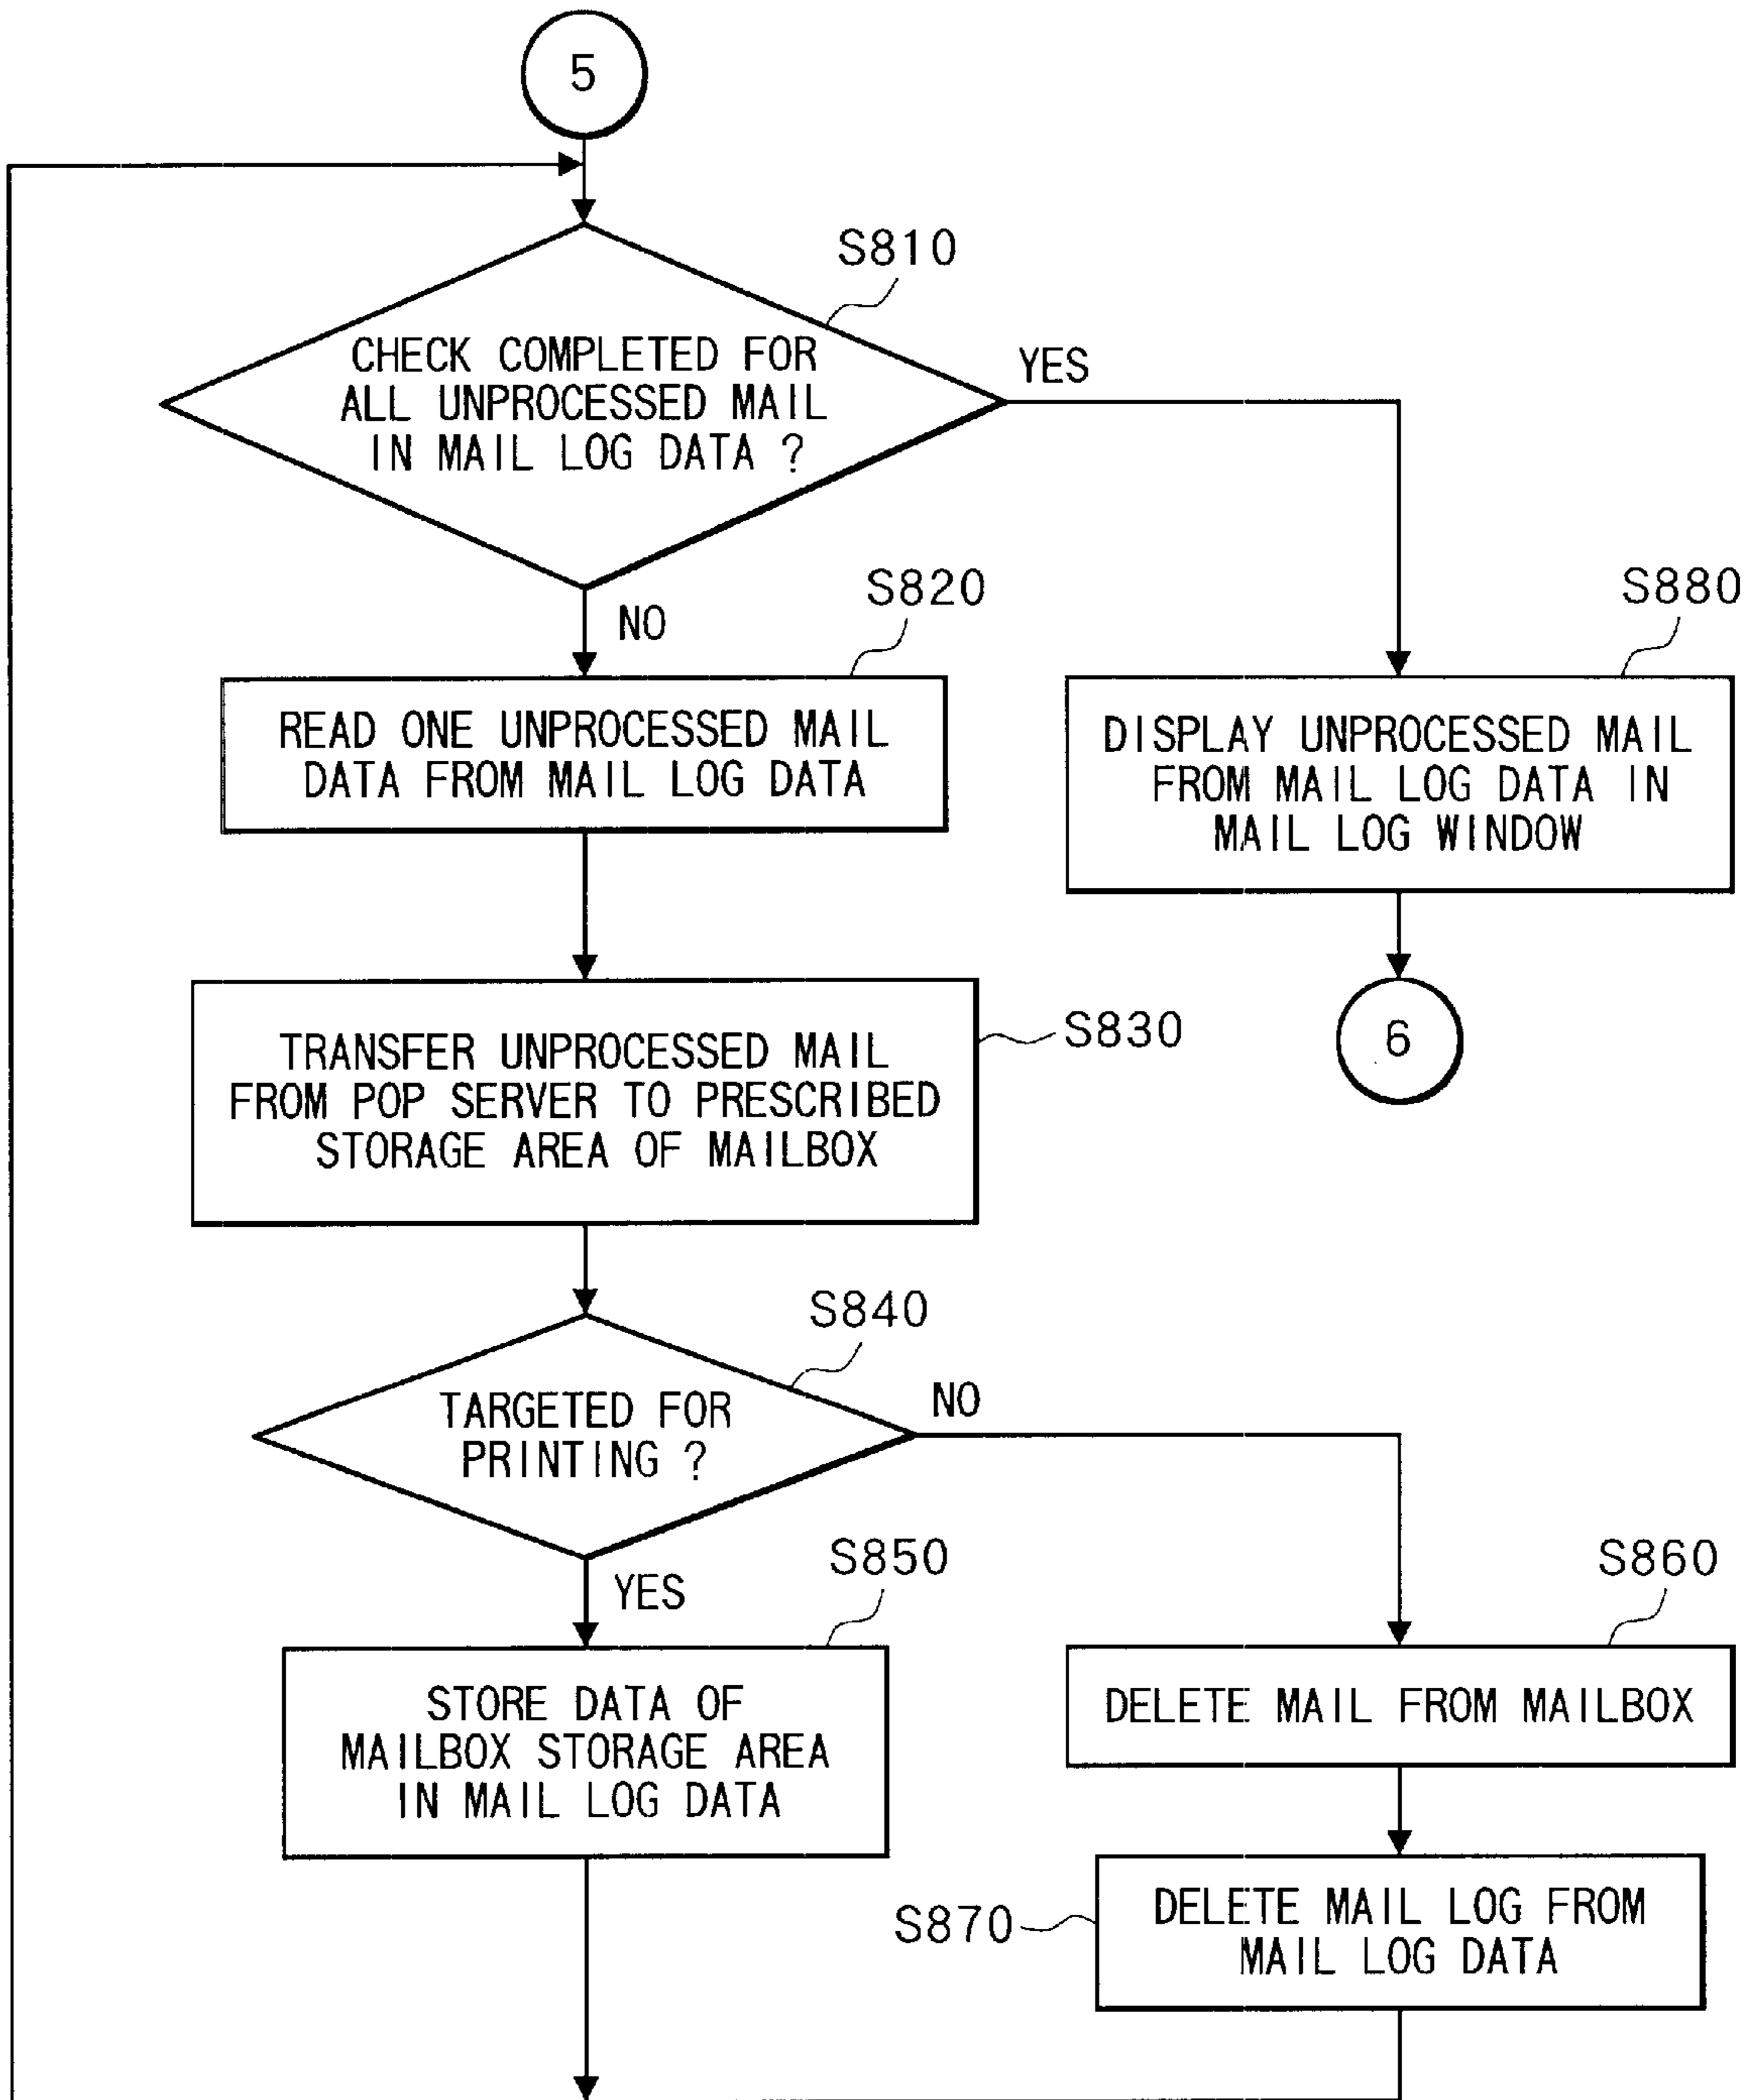 5
S810
CHECK COMPLETED FOR
ALL UNPROCESSED MAIL
IN MAIL LOG DATA ?
YES
NO
S820
READ ONE UNPROCESSED MAIL
DATA FROM MAIL LOG DATA
S880
DISPLAY UNPROCESSED MAIL
FROM MAIL LOG DATA IN
MAIL LOG WINDOW
6
TRANSFER UNPROCESSED MAIL
FROM POP SERVER TO PRESCRIBED
STORAGE AREA OF MAILBOX
S830
S840
TARGETED FOR
PRINTING ?
NO
YES
S850
STORE DATA OF
MAILBOX STORAGE AREA
IN MAIL LOG DATA
S860
DELETE MAIL FROM MAILBOX
S870
DELETE MAIL LOG FROM
MAIL LOG DATA